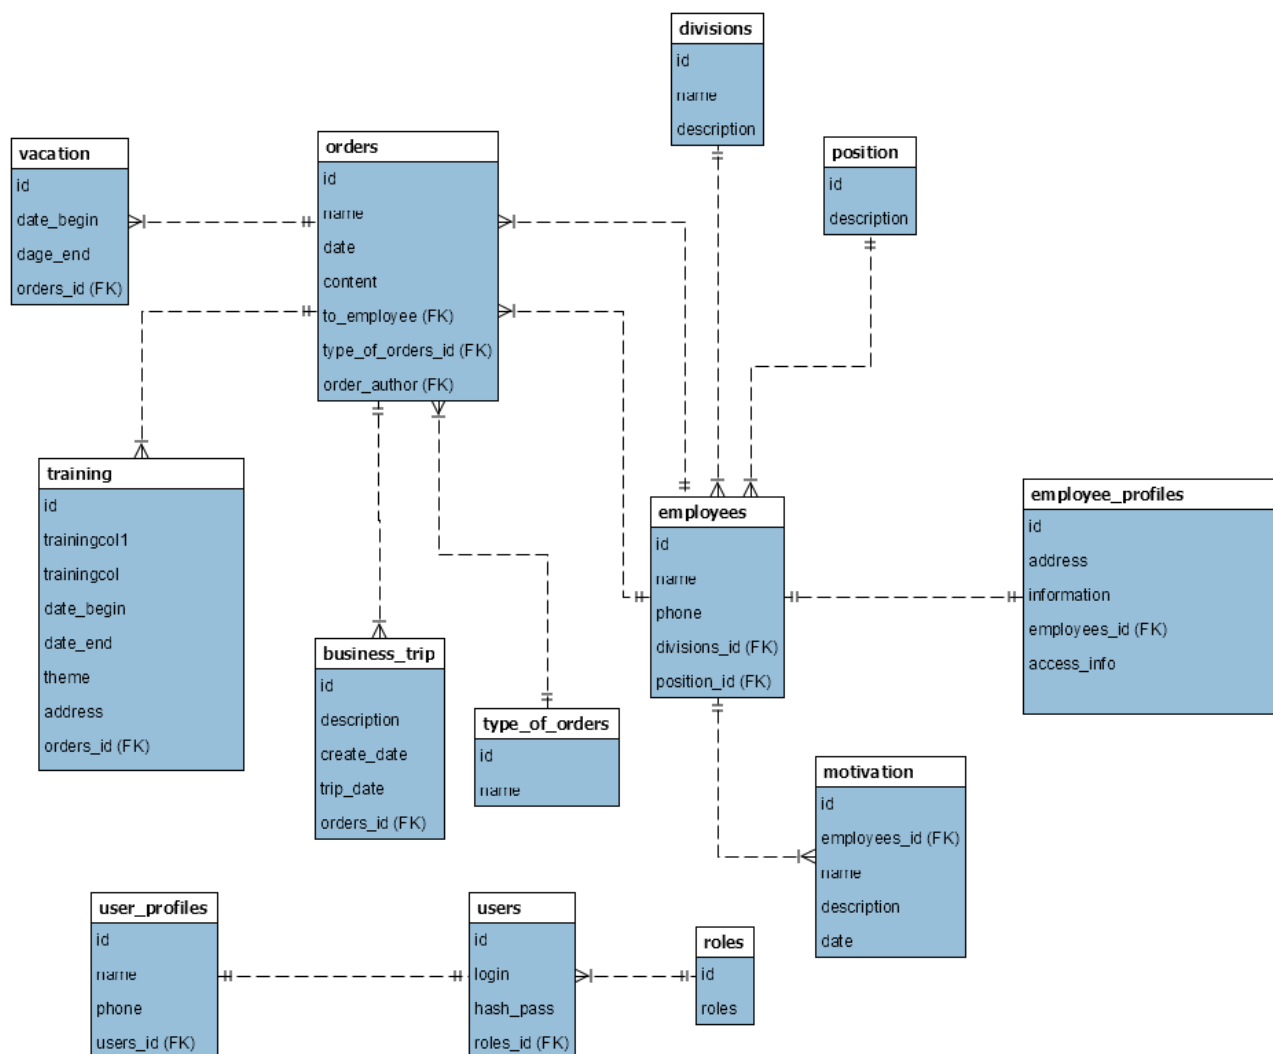 divisions
id
name
description
position
id
description
vacation
id
date_begin
dage_end
orders_id (FK)
orders
id
name
date
content
to_employee (FK)
type_of_orders_id (FK)
order_author (FK)
training
id
trainingcol1
trainingcol
date_begin
date_end
theme
address
orders_id (FK)
business_trip
id
description
create_date
trip_date
orders_id (FK)
type_of_orders
id
name
employees
id
name
phone
divisions_id (FK)
position_id (FK)
employee_profiles
id
address
information
employees_id (FK)
access_info
motivation
id
employees_id (FK)
name
description
date
user_profiles
id
name
phone
users_id (FK)
users
id
login
hash_pass
roles_id (FK)
roles
id
roles